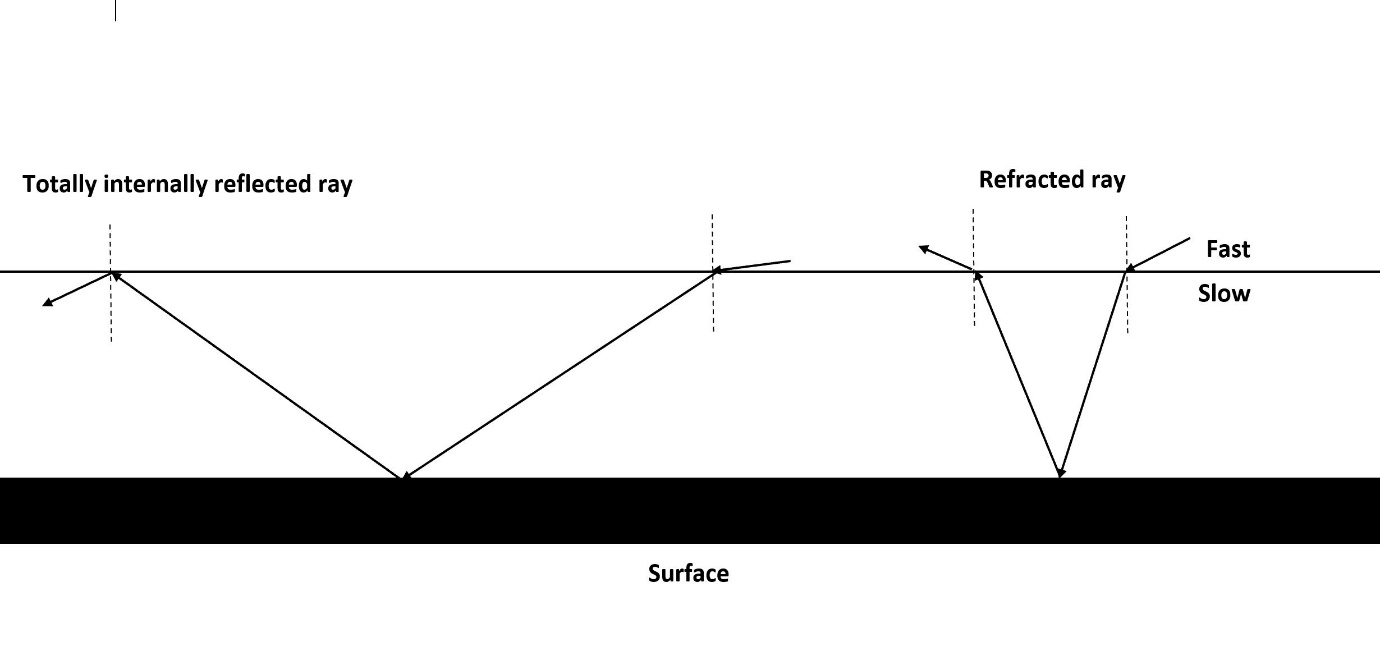 Totally internally reflected ray
Refracted ray
Fast
Slow
Surface